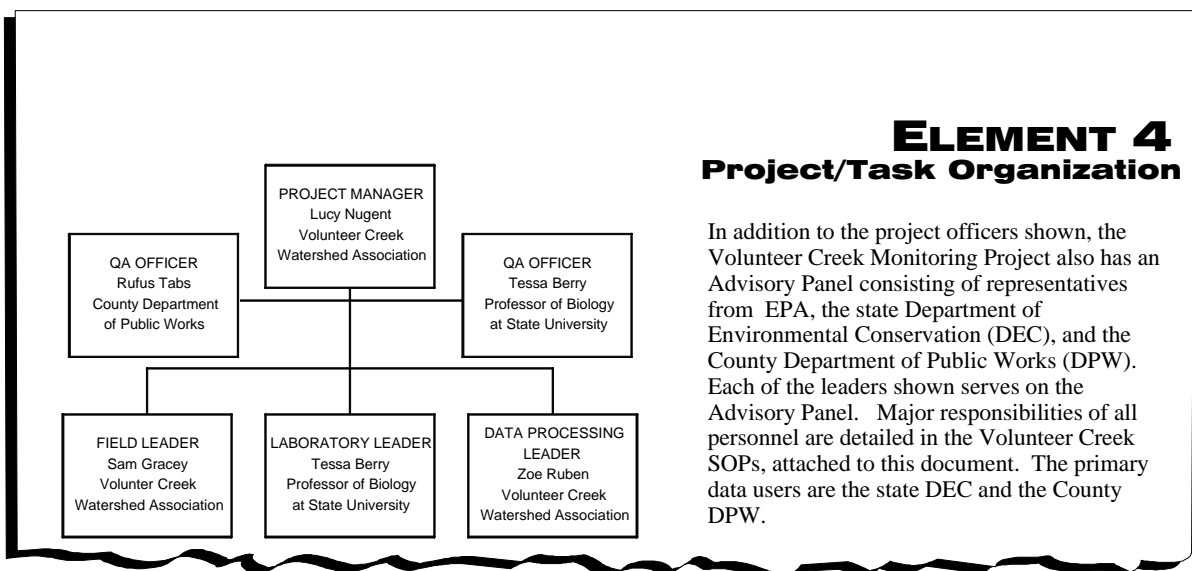 ELEMENT 4
Project/Task Organization
PROJECT MANAGER
Lucy Nugent
Volunteer Creek
Watershed Association
QA OFFICER
Rufus Tabs
County Department
of Public Works
QA OFFICER
Tessa Berry
Professor of Biology
at State University
FIELD LEADER
Sam Gracey
Volunter Creek
Watershed Association
LABORATORY LEADER
Tessa Berry
Professor of Biology
at State University
DATA PROCESSING
LEADER
Zoe Ruben
Volunteer Creek
Watershed Association
In addition to the project officers shown, the
Volunteer Creek Monitoring Project also has an
Advisory Panel consisting of representatives
from EPA, the state Department of
Environmental Conservation (DEC), and the
County Department of Public Works (DPW).
Each of the leaders shown serves on the
Advisory Panel. Major responsibilities of all
personnel are detailed in the Volunteer Creek
SOPs, attached to this document. The primary
data users are the state DEC and the County
DPW.